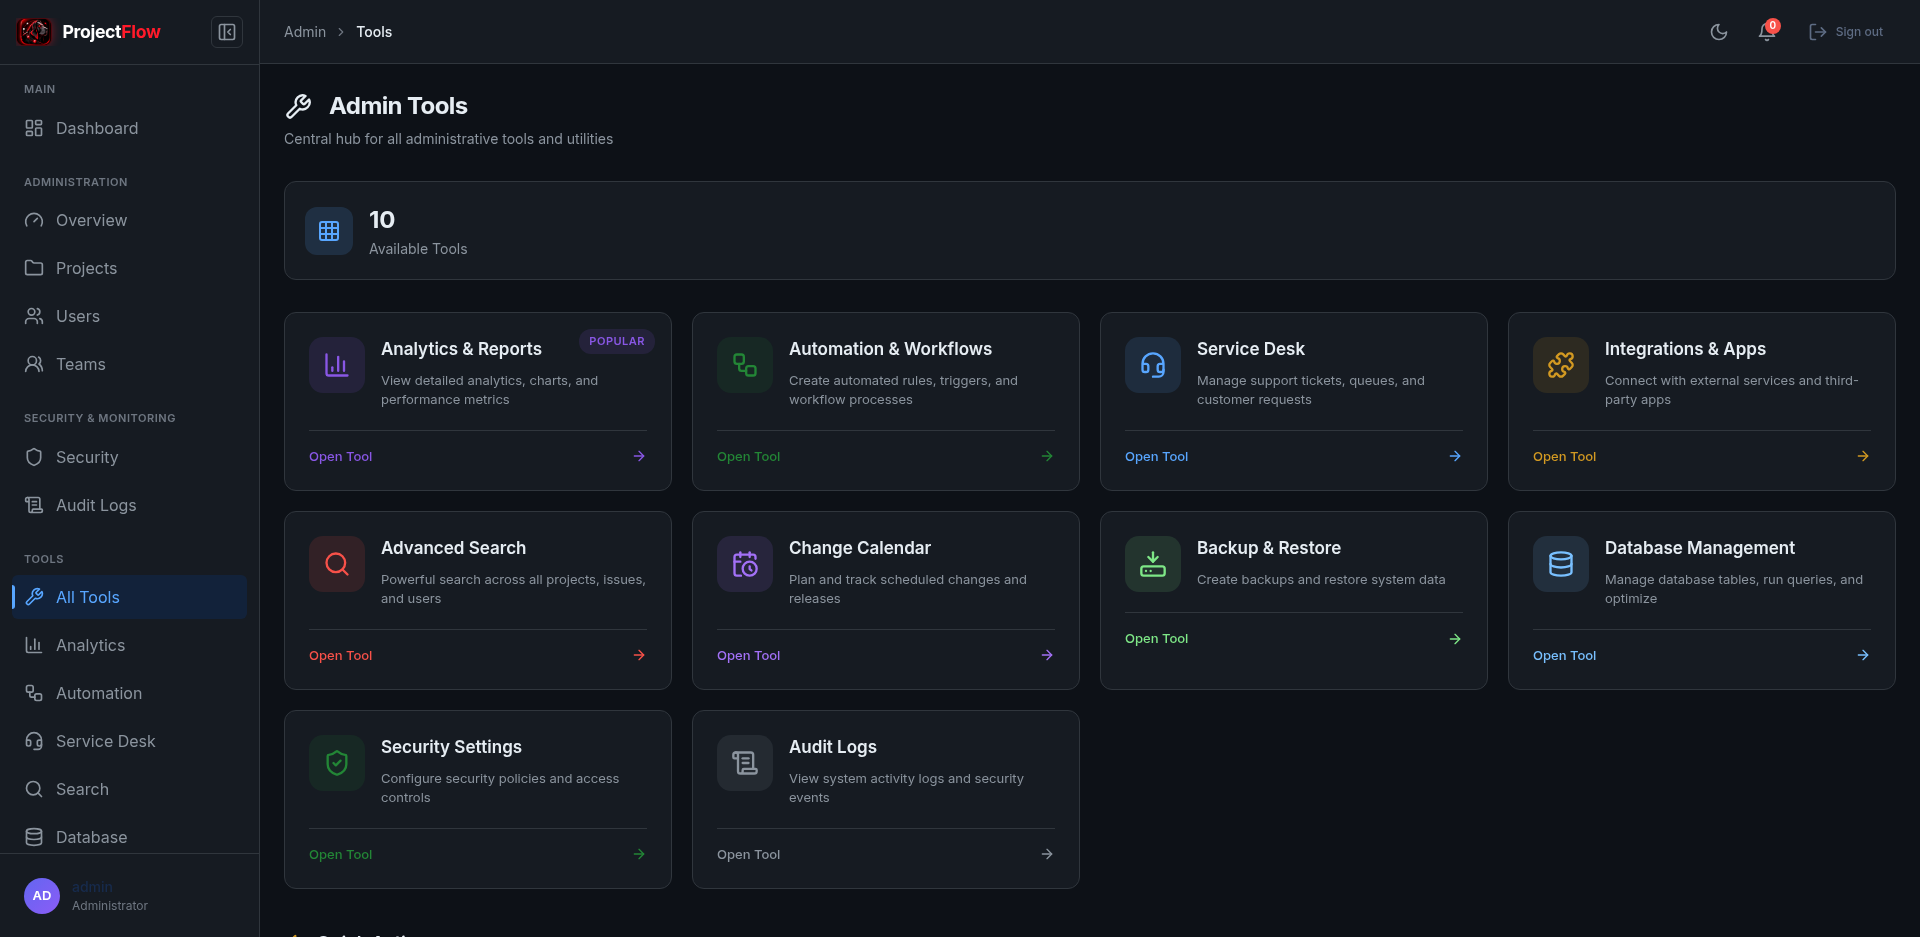 ProjectFlow
MAIN
Dashboard
ADMINISTRATION
Overview
Projects
Users
Teams
SECURITY & MONITORING
Security
Audit Logs
TOOLS
All Tools
Analytics
Automation
Service Desk
Search
Database
AD
admin
Administrator
Admin > Tools
0
Sign out
Admin Tools
Central hub for all administrative tools and utilities
10
Available Tools
Analytics & Reports
POPULAR
View detailed analytics, charts, and
performance metrics
Open Tool
Automation & Workflows
Create automated rules, triggers, and
workflow processes
Open Tool
Service Desk
Manage support tickets, queues, and
customer requests
Open Tool
Integrations & Apps
Connect with external services and third-
party apps
Open Tool
Advanced Search
Powerful search across all projects, issues,
and users
Open Tool
Change Calendar
Plan and track scheduled changes and
releases
Open Tool
Backup & Restore
Create backups and restore system data
Open Tool
Database Management
Manage database tables, run queries, and
optimize
Open Tool
Security Settings
Configure security policies and access
controls
Open Tool
Audit Logs
View system activity logs and security
events
Open Tool